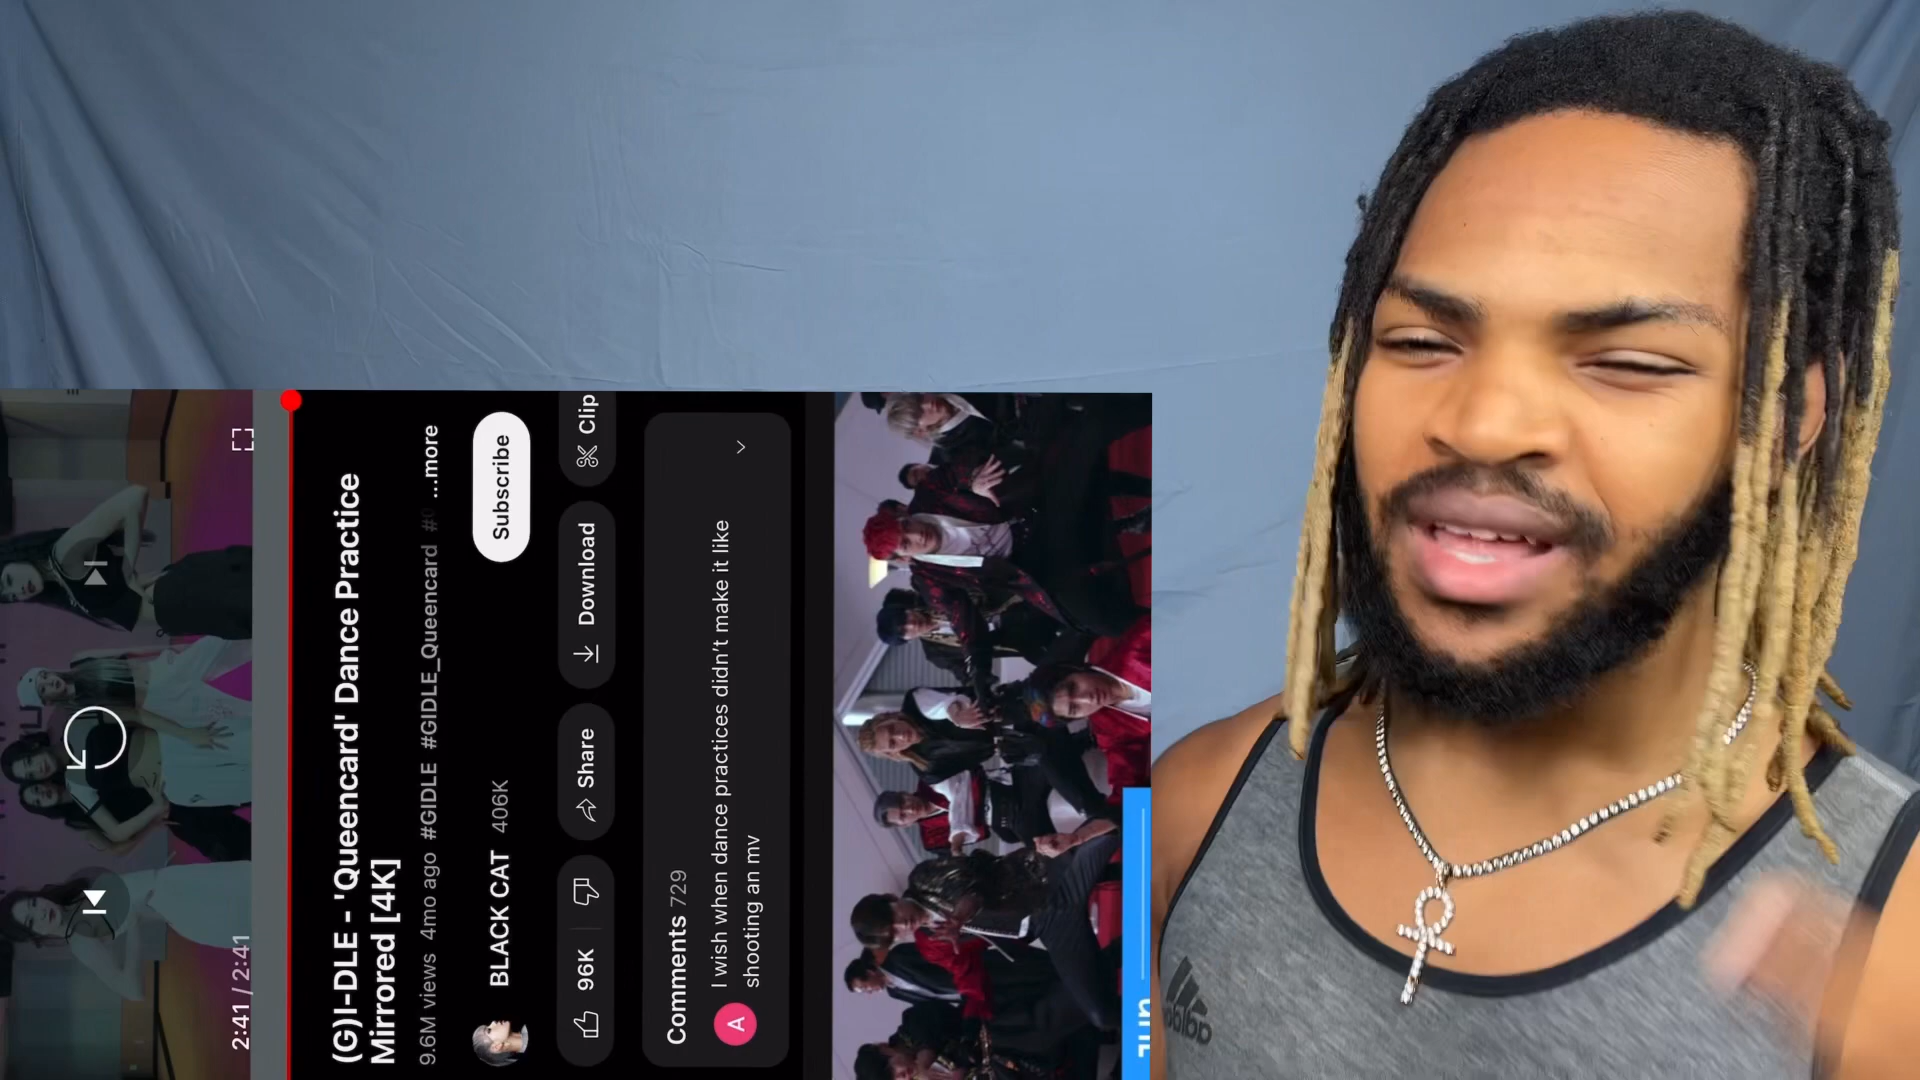 2:41 / 2:41
(G)I-DLE - 'Queencard' Dance Practice
Mirrored [4K]
9.6M views 4mo ago #GIDLE #GIDLE_Queencard ...more
BLACK CAT 406K Subscribe
96K Share Download Clip
Comments 729
A I wish when dance practices didn't make it like
shooting an mv
adidas